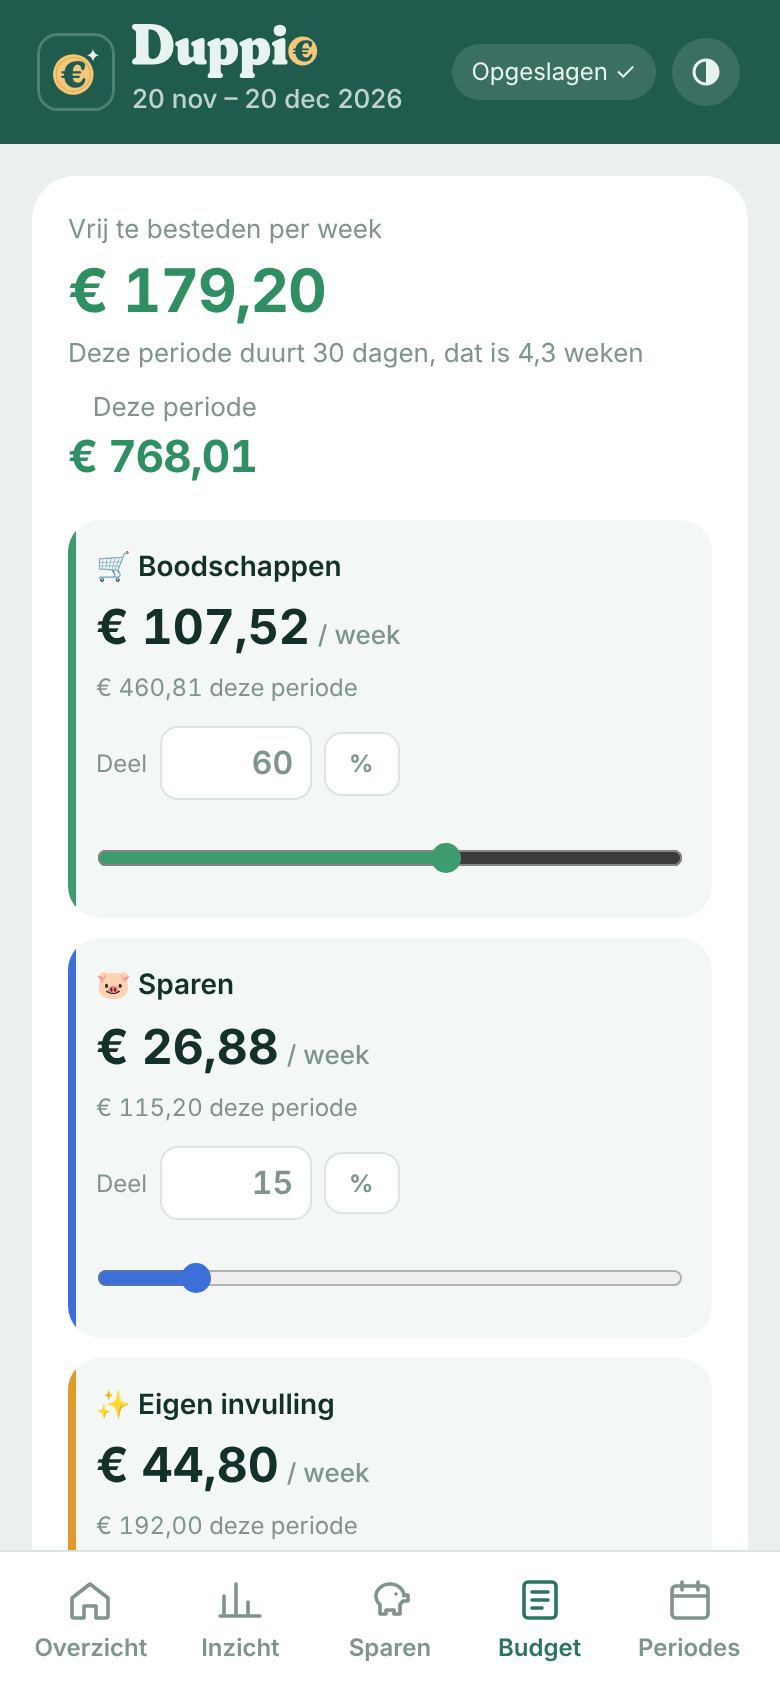 Duppie
20 nov – 20 dec 2026
Opgeslagen ✓
Vrij te besteden per week
€ 179,20
Deze periode duurt 30 dagen, dat is 4,3 weken
Deze periode
€ 768,01
🛒 Boodschappen
€ 107,52 / week
€ 460,81 deze periode
Deel 60 %
🐷 Sparen
€ 26,88 / week
€ 115,20 deze periode
Deel 15 %
✨ Eigen invulling
€ 44,80 / week
€ 192,00 deze periode
Overzicht Inzicht Sparen Budget Periodes